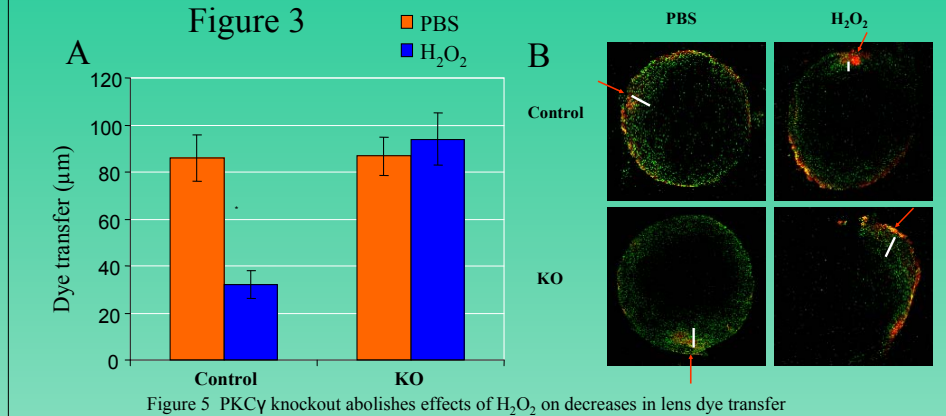 Figure 3
A
PBS
H₂O₂
120
100
80
60
40
20
0
Dye transfer (μm)
Control
KO
B
PBS
H₂O₂
Control
KO
Figure 5 PKCγ knockout abolishes effects of H₂O₂ on decreases in lens dye transfer